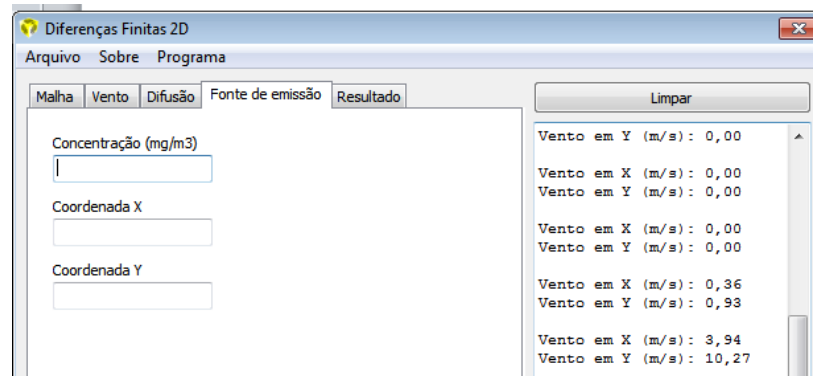 Diferenças Finitas 2D
Arquivo Sobre Programa
Malha Vento Difusão Fonte de emissão Resultado
Concentração (mg/m3)
Coordenada X
Coordenada Y
Limpar
Vento em Y (m/s): 0,00
Vento em X (m/s): 0,00
Vento em Y (m/s): 0,00
Vento em X (m/s): 0,00
Vento em Y (m/s): 0,00
Vento em X (m/s): 0,36
Vento em Y (m/s): 0,93
Vento em X (m/s): 3,94
Vento em Y (m/s): 10,27